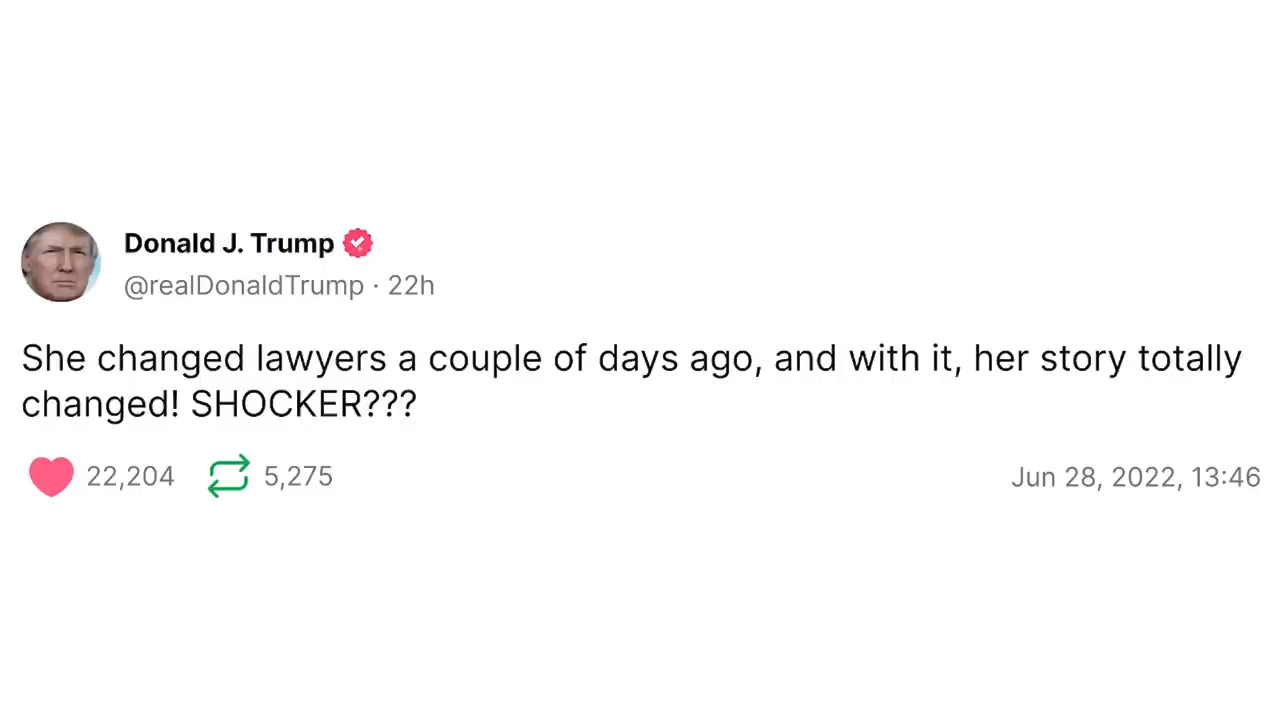 Donald J. Trump
@realDonaldTrump · 22h
She changed lawyers a couple of days ago, and with it, her story totally
changed! SHOCKER???
22,204 5,275 Jun 28, 2022, 13:46